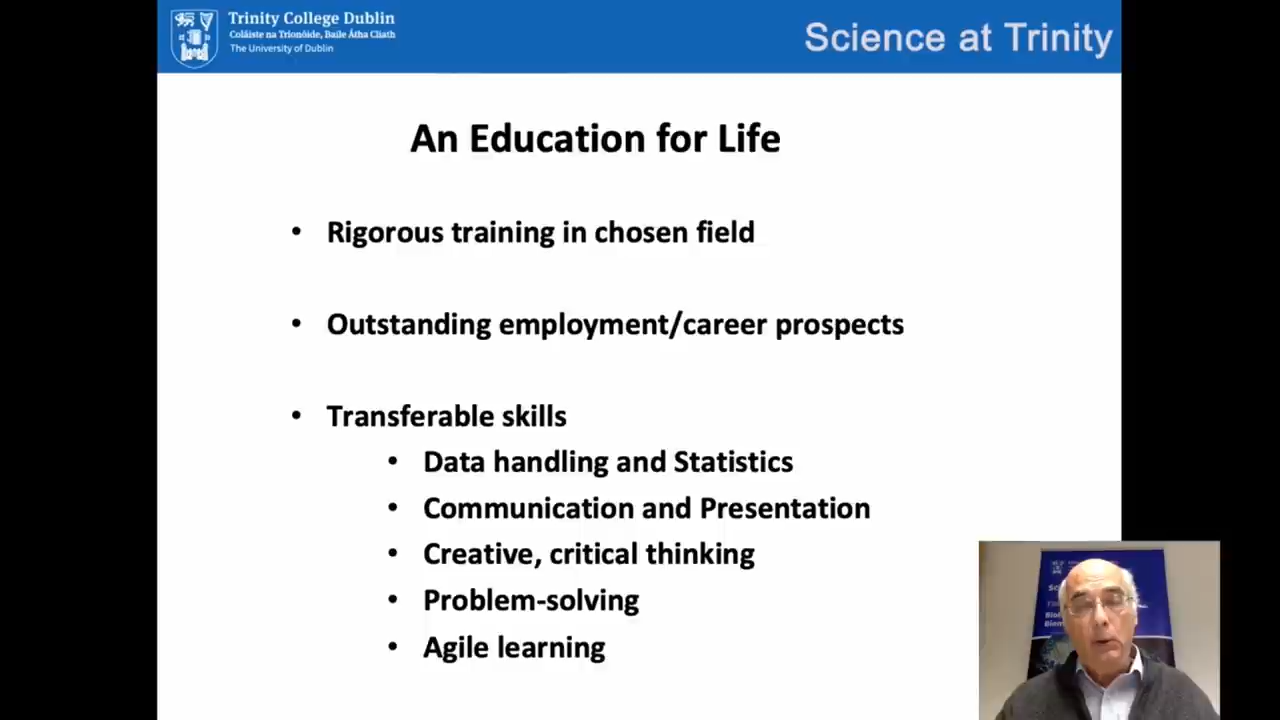 Trinity College Dublin
Coláiste na Tríonóide, Baile Átha Cliath
The University of Dublin
Science at Trinity
An Education for Life
• Rigorous training in chosen field
• Outstanding employment/career prospects
• Transferable skills
• Data handling and Statistics
• Communication and Presentation
• Creative, critical thinking
• Problem-solving
• Agile learning